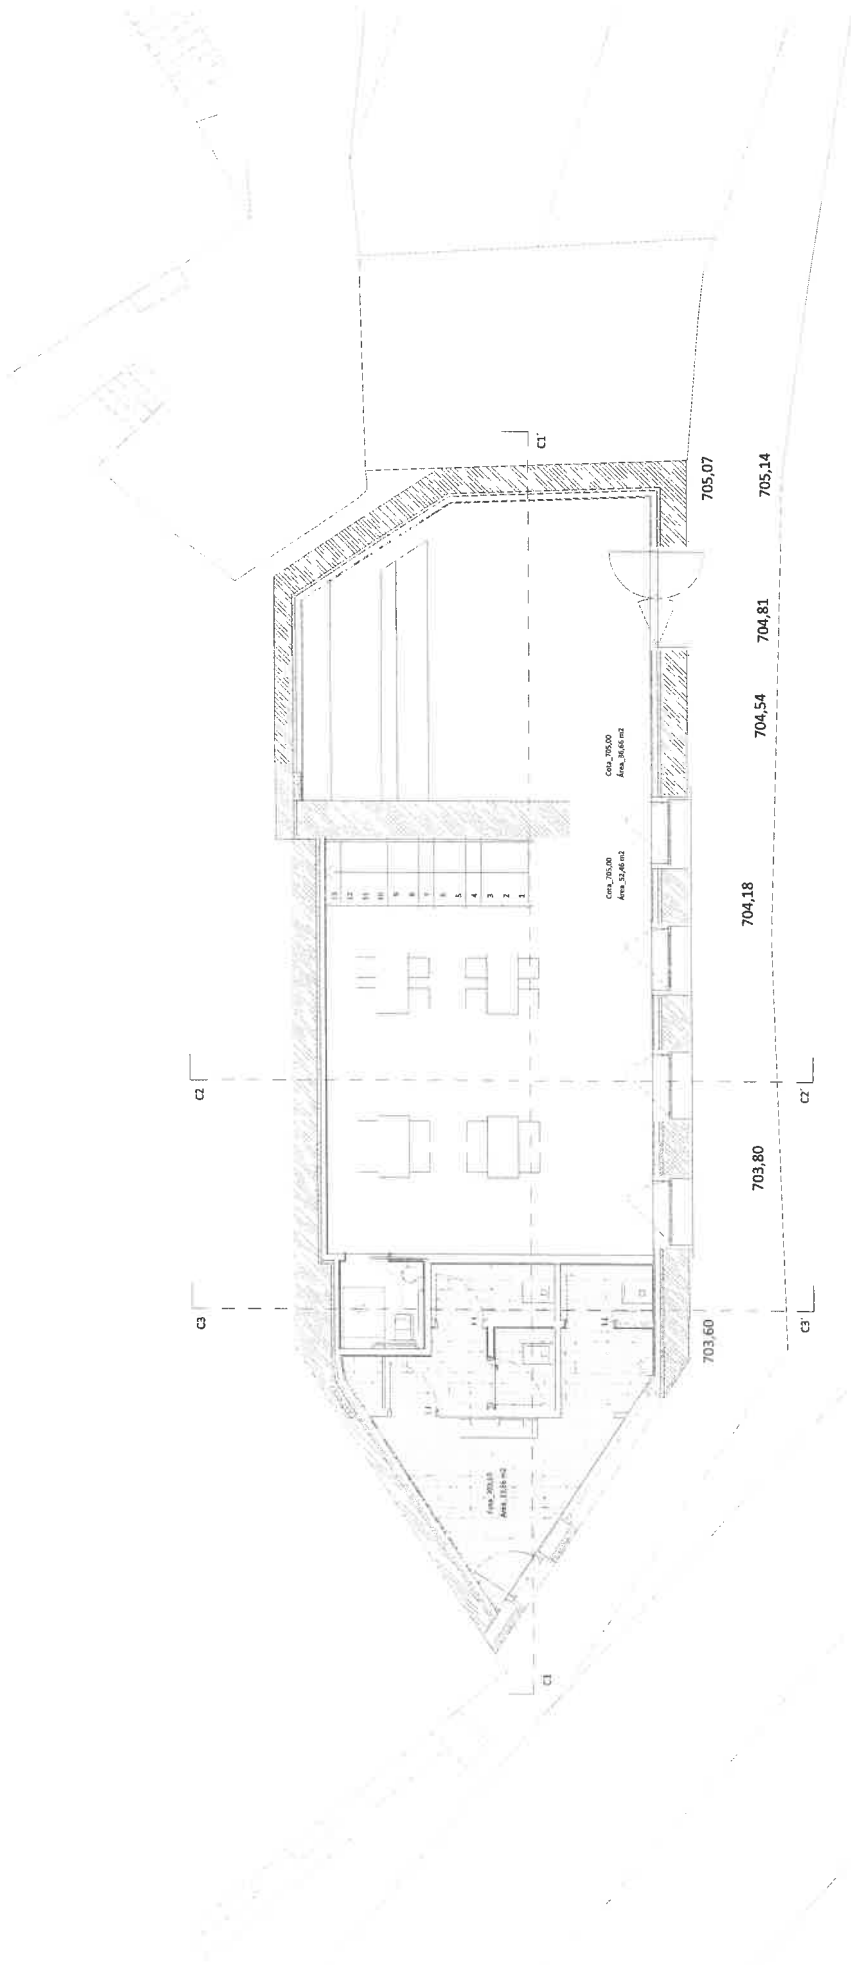 C1'
705,07
705,14
704,81
704,54
Cota_705,00
Área_36,66 m2
Cota_705,00
Área_52,46 m2
704,18
13
12
11
10
9
8
7
6
5
4
3
2
1
C2
C2'
703,80
C3
C3'
703,60
C1